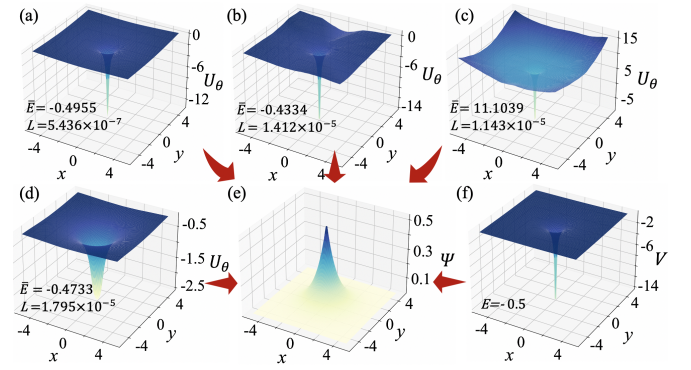 (a)
0
-6
-12
U_θ
Ē= -0.4955
L=5.436×10⁻⁷
-4
0
4
x
-4
0
4
y
(b)
0
-6
-14
U_θ
Ē= -0.4334
L= 1.412×10⁻⁵
-4
0
4
x
-4
0
4
y
(c)
15
5
-5
U_θ
Ē= 11.1039
L=1.143×10⁻⁵
-4
0
4
x
-4
0
4
y
(d)
-0.5
-1.5
-2.5
U_θ
Ē= -0.4733
L=1.795×10⁻⁵
-4
0
4
x
-4
0
4
y
(e)
0.5
0.3
0.1
Ψ
-4
0
4
x
-4
0
4
y
(f)
-2
-6
-14
V
E=-0.5
-4
0
4
x
-4
0
4
y